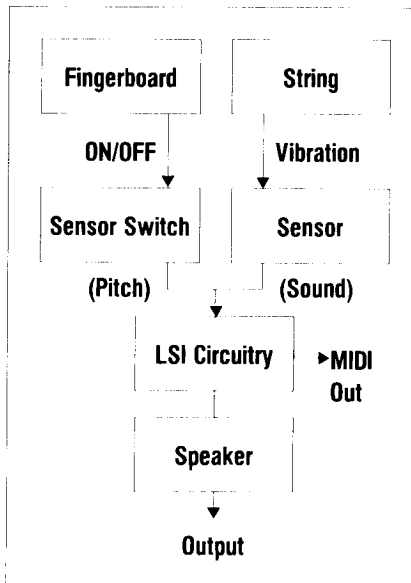 Fingerboard
String
ON/OFF
Vibration
Sensor Switch
Sensor
(Pitch)
(Sound)
LSI Circuitry
MIDI
Out
Speaker
Output